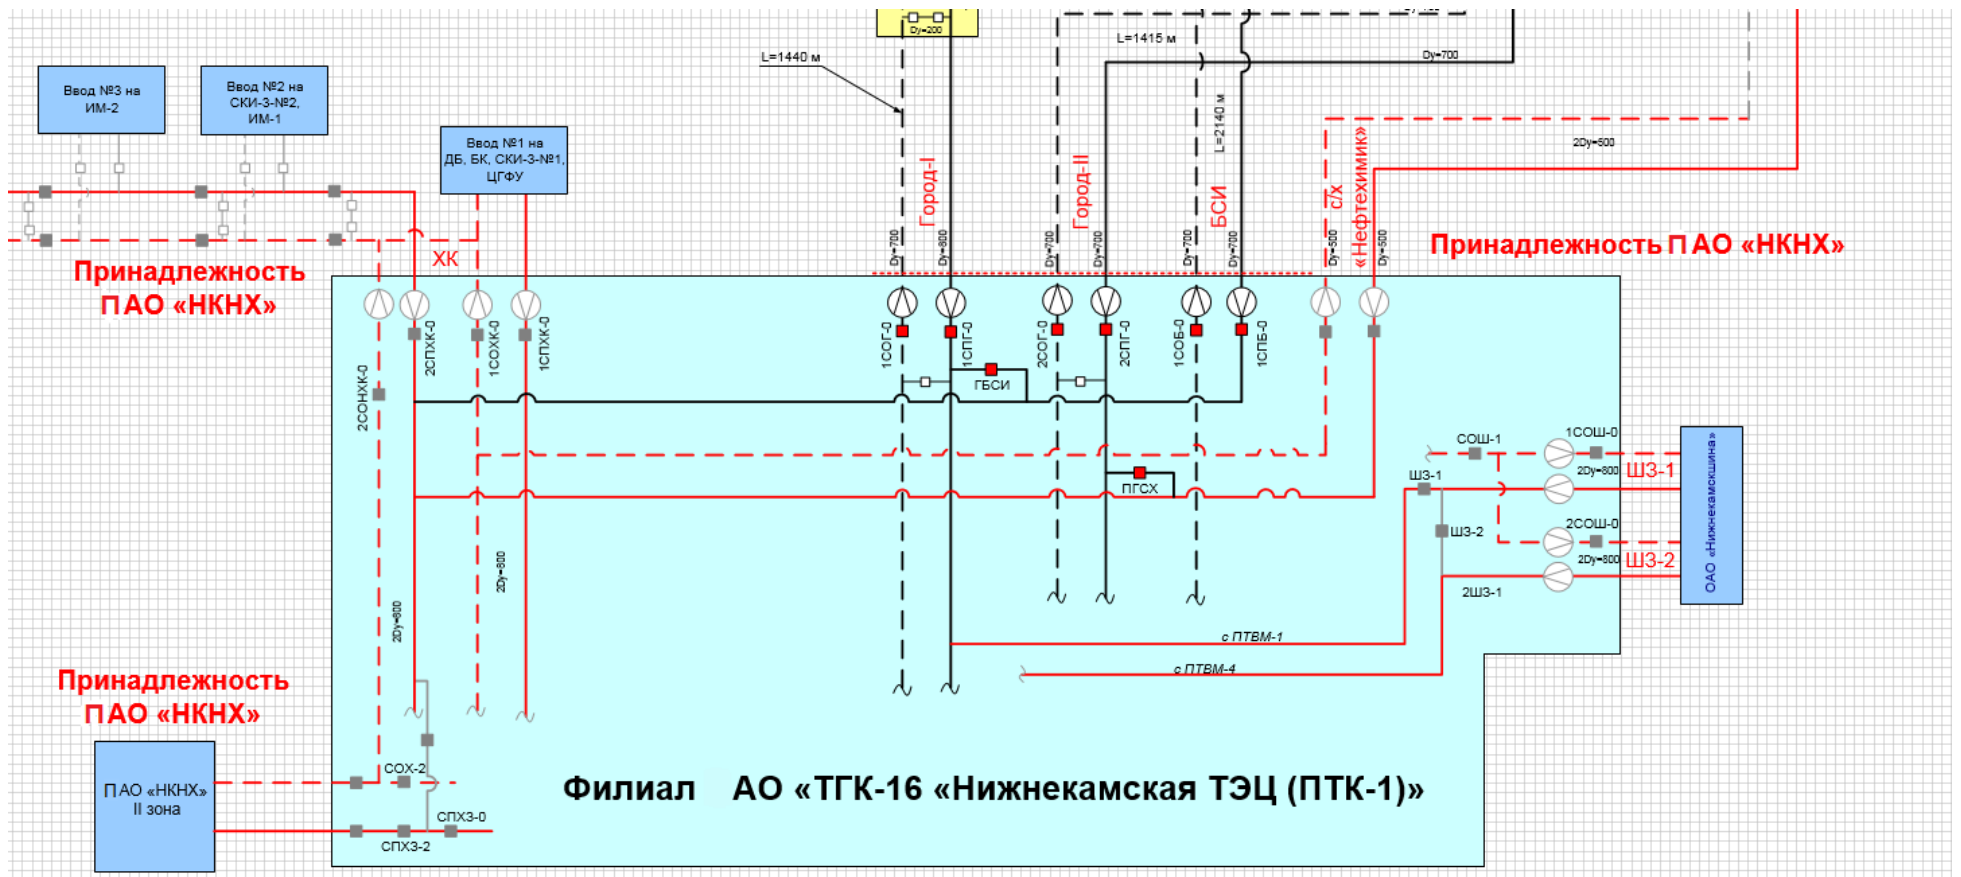 Dy=200
L=1415 м
Dy=700
L=1440 м
Ввод №3 на
ИМ-2
Ввод №2 на
СКИ-3-№2,
ИМ-1
Ввод №1 на
ДБ, БК, СКИ-3-№1,
ЦГФУ
L=2140 м
2Dy=500
Город-I
Город-II
БСИ
с/х
«Нефтехимик»
Dy=700
Dy=800
Dy=700
Dy=700
Dy=700
Dy=700
Dy=500
Dy=500
Принадлежность ПАО «НКНХ»
ХК
Принадлежность
ПАО «НКНХ»
2СПХК-0
1СОХК-0
1СПХК-0
1СОГ-0
1СПГ-0
2СОГ-0
2СПГ-0
1СОБ-0
1СПБ-0
2СОНХК-0
ГБСИ
ПГСХ
СОШ-1
1СОШ-0
2Dy=800
ШЗ-1
ШЗ-1
ШЗ-2
2СОШ-0
2Dy=800
ШЗ-2
2ШЗ-1
ОАО «Нижнекамскшина»
2Dy=800
2Dy=800
с ПТВМ-1
с ПТВМ-4
Принадлежность
ПАО «НКНХ»
ПАО «НКНХ»
II зона
СОХ-2
СПХЗ-0
СПХЗ-2
Филиал АО «ТГК-16 «Нижнекамская ТЭЦ (ПТК-1)»